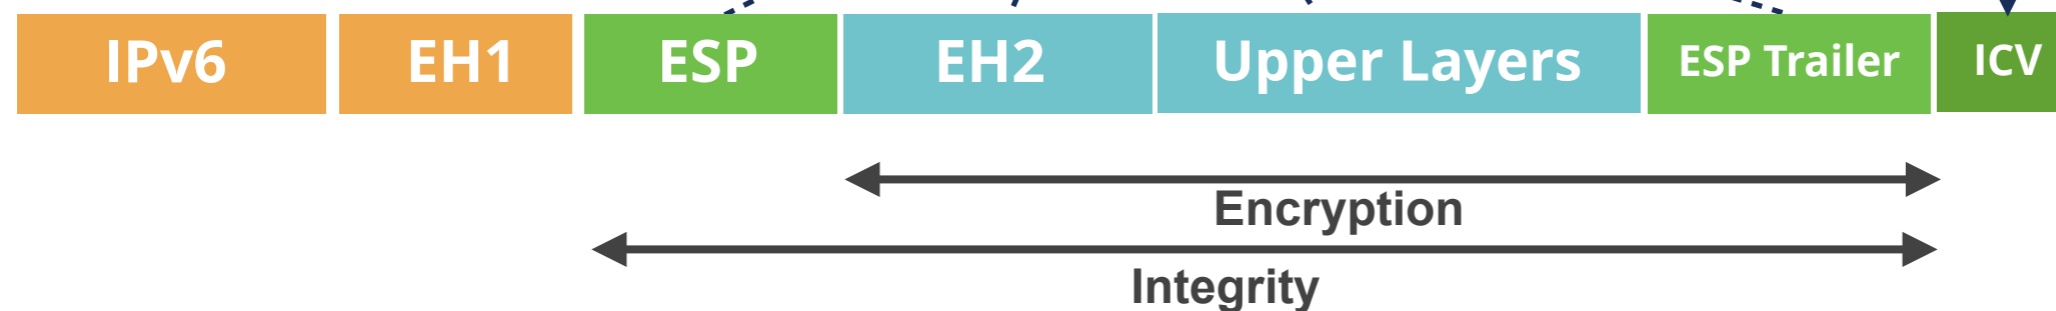 IPv6 EH1 ESP EH2 Upper Layers ESP Trailer ICV
Encryption
Integrity